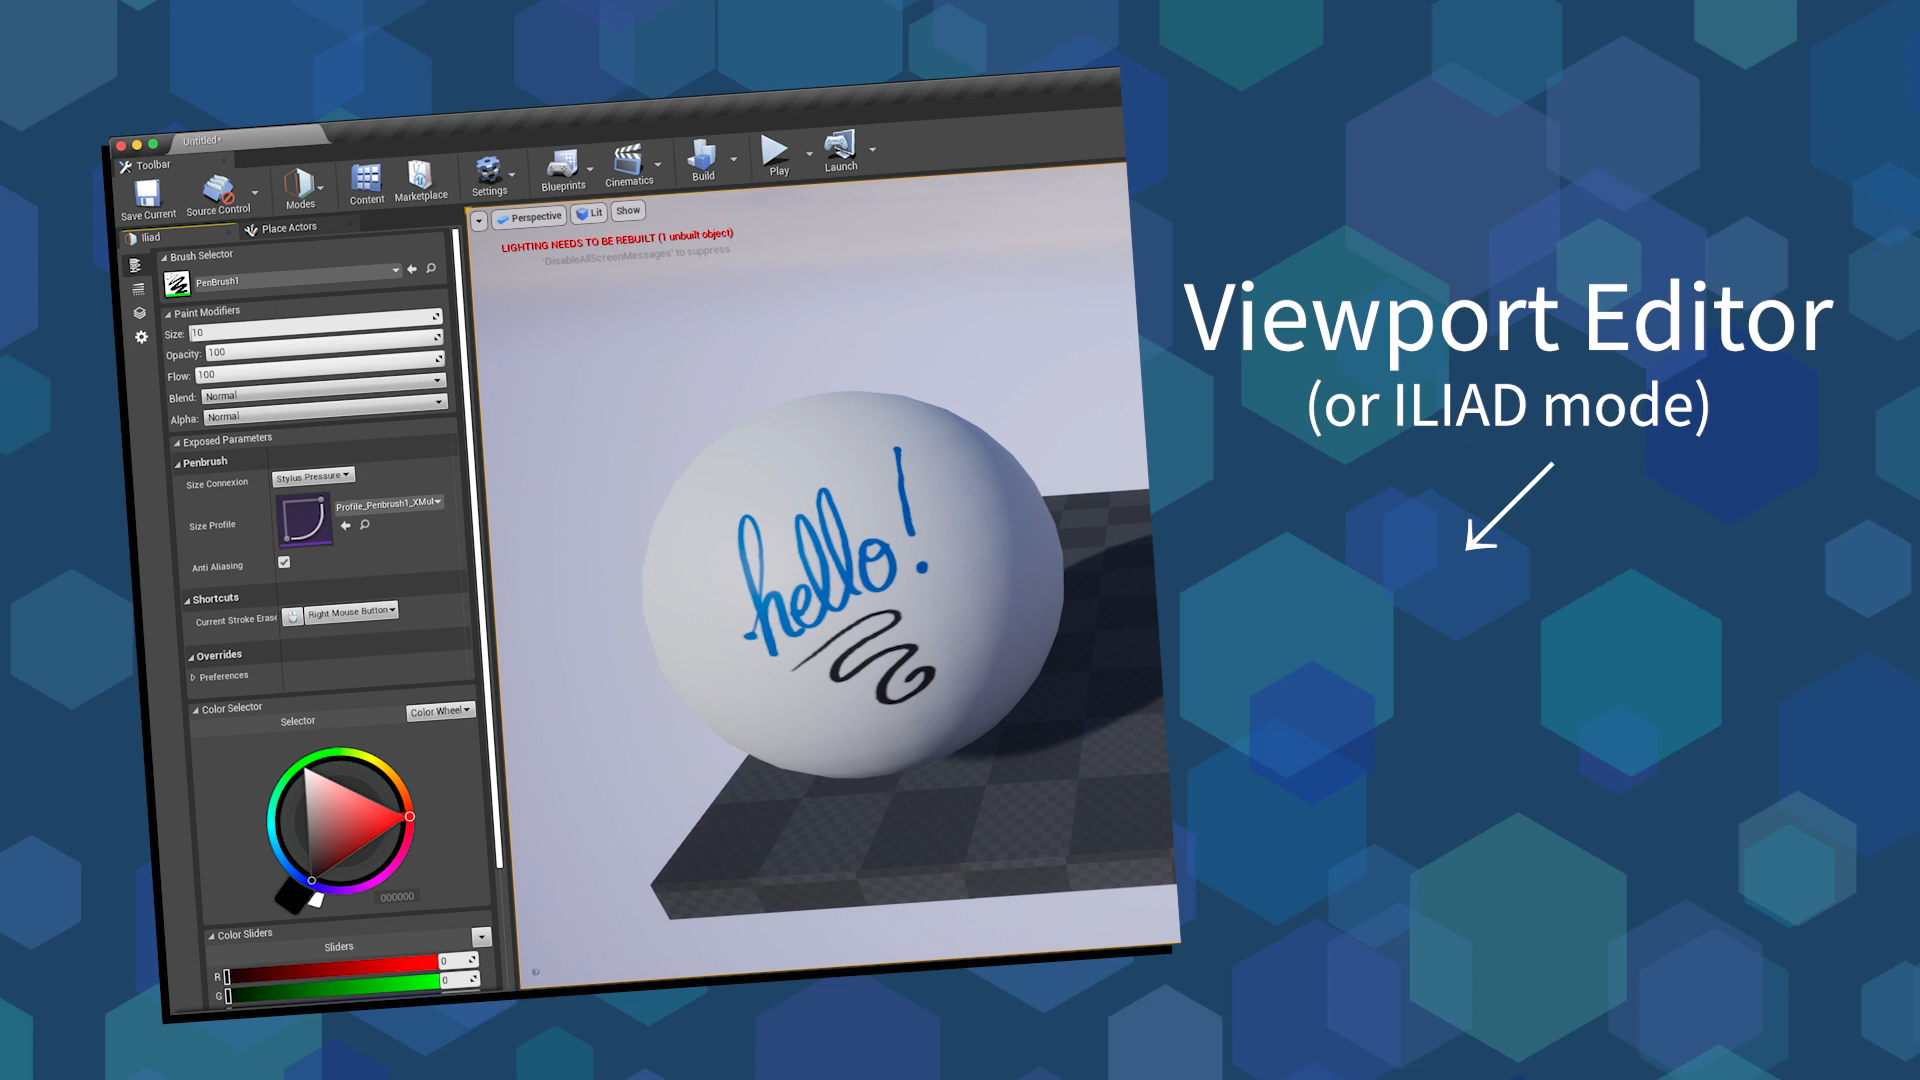 Untitled*
Toolbar
Save Current
Source Control
Modes
Content
Marketplace
Settings
Blueprints
Cinematics
Build
Play
Launch
Iliad
Place Actors
Brush Selector
PenBrush1
Paint Modifiers
Size: 10
Opacity: 100
Flow: 100
Blend: Normal
Alpha: Normal
Exposed Parameters
Penbrush
Size Connexion Stylus Pressure
Size Profile Profile_Penbrush1_XMul
Anti Aliasing
Shortcuts
Current Stroke Erase Right Mouse Button
Overrides
Preferences
Color Selector
Selector Color Wheel
000000
Color Sliders
Sliders
R 0
G 0
Perspective Lit Show
LIGHTING NEEDS TO BE REBUILT (1 unbuilt object)
'DisableAllScreenMessages' to suppress
hello!
Viewport Editor
(or ILIAD mode)